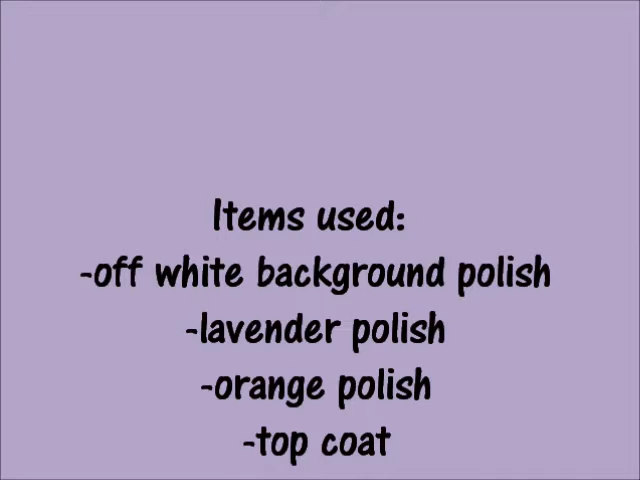 Items used:
-off white background polish
-lavender polish
-orange polish
-top coat